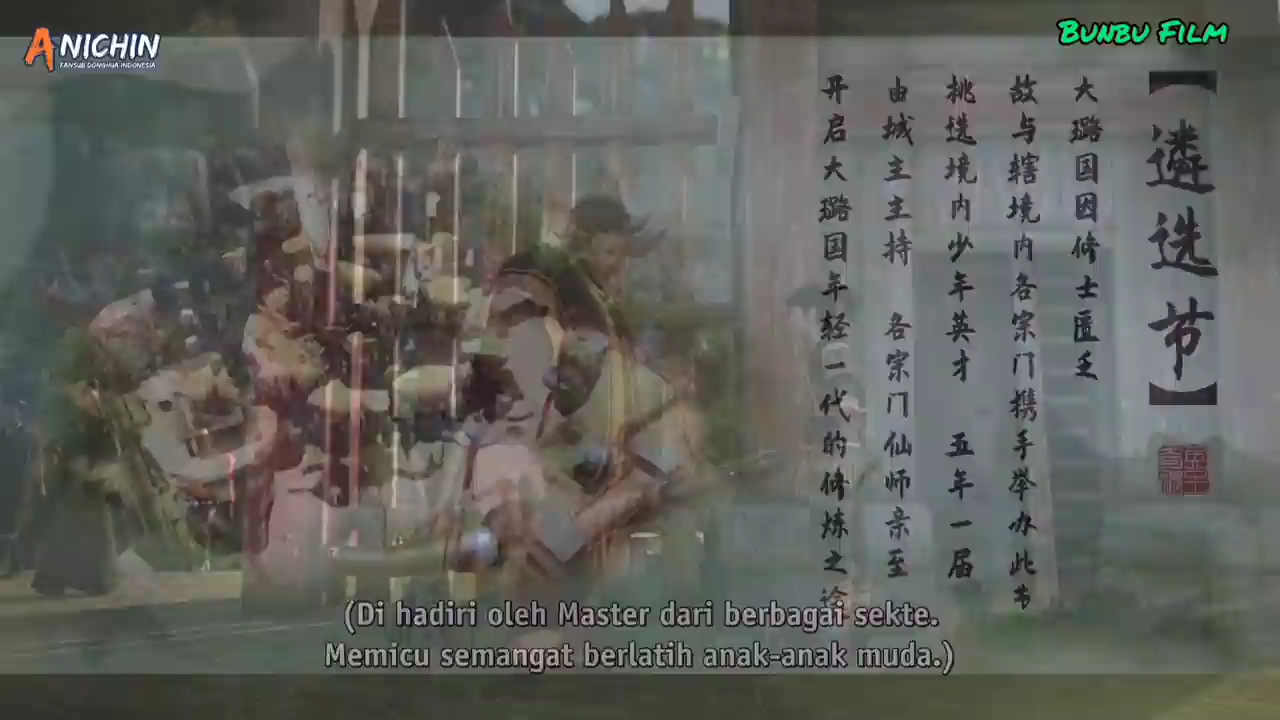 ANICHIN
FANSUB DONGHUA INDONESIA
BUNBU FILM
【遴选节】
大璐国因修士匮乏
故与辖境内各宗门携手举办此节
挑选境内少年英才 五年一届
由城主主持 各宗门仙师亲至
开启大璐国年轻一代的修炼之途
(Di hadiri oleh Master dari berbagai sekte.
Memicu semangat berlatih anak-anak muda.)